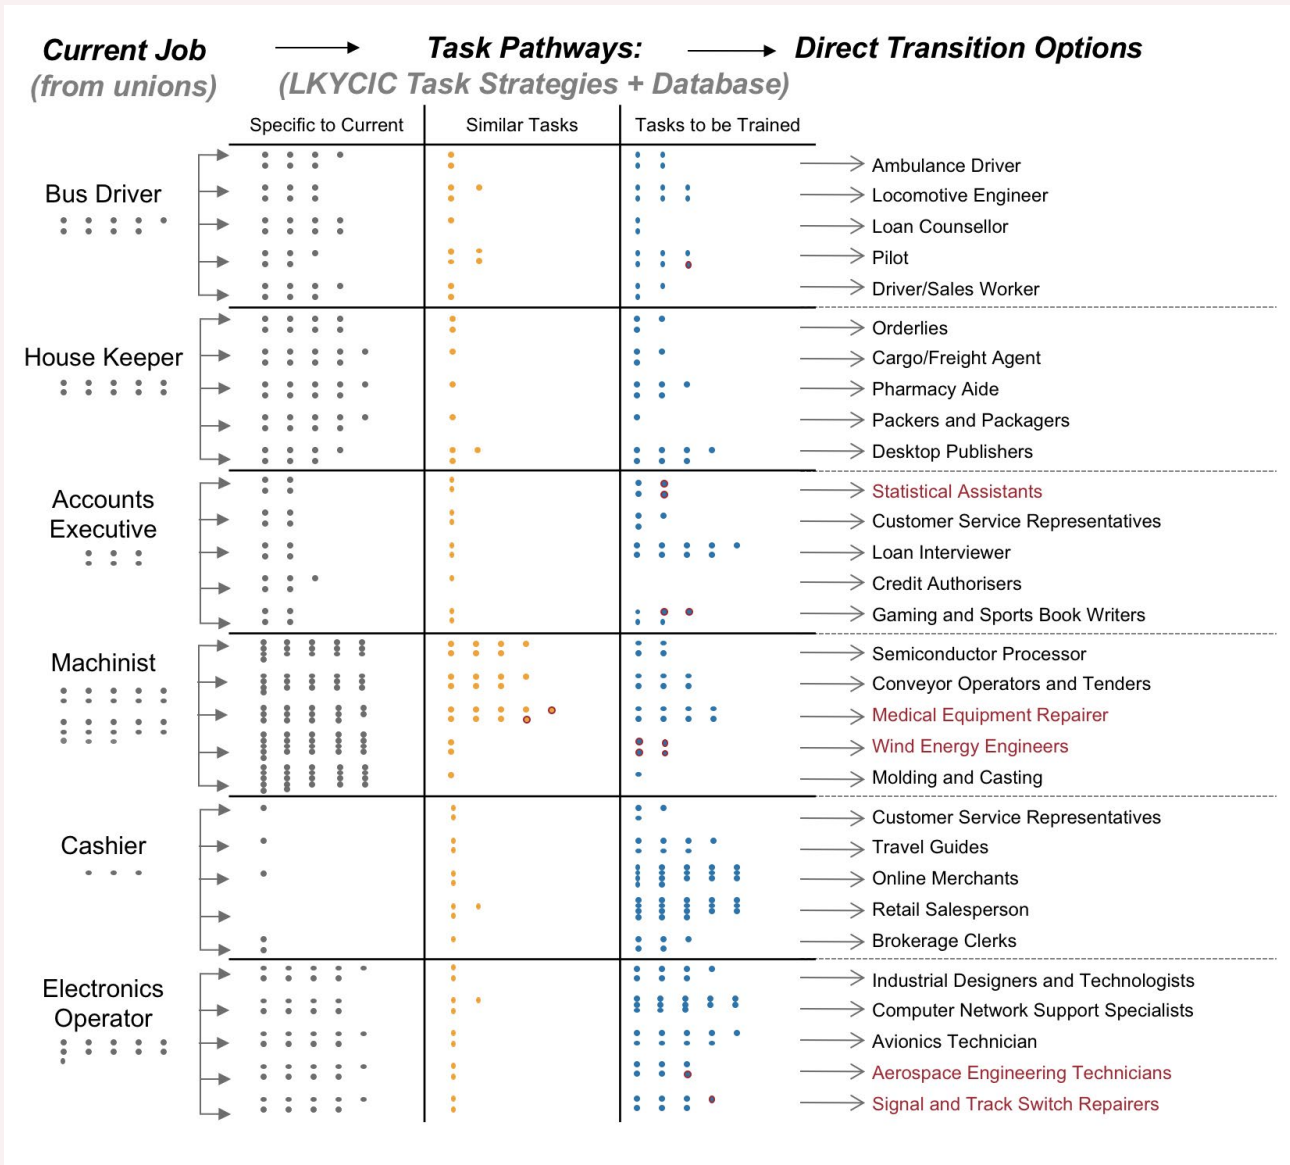 Current Job
Task Pathways:
Direct Transition Options
(from unions)
(LKYCIC Task Strategies + Database)
Specific to Current
Similar Tasks
Tasks to be Trained
Bus Driver
Ambulance Driver
Locomotive Engineer
Loan Counsellor
Pilot
Driver/Sales Worker
House Keeper
Orderlies
Cargo/Freight Agent
Pharmacy Aide
Packers and Packagers
Desktop Publishers
Accounts
Executive
Statistical Assistants
Customer Service Representatives
Loan Interviewer
Credit Authorisers
Gaming and Sports Book Writers
Machinist
Semiconductor Processor
Conveyor Operators and Tenders
Medical Equipment Repairer
Wind Energy Engineers
Molding and Casting
Cashier
Customer Service Representatives
Travel Guides
Online Merchants
Retail Salesperson
Brokerage Clerks
Electronics
Operator
Industrial Designers and Technologists
Computer Network Support Specialists
Avionics Technician
Aerospace Engineering Technicians
Signal and Track Switch Repairers